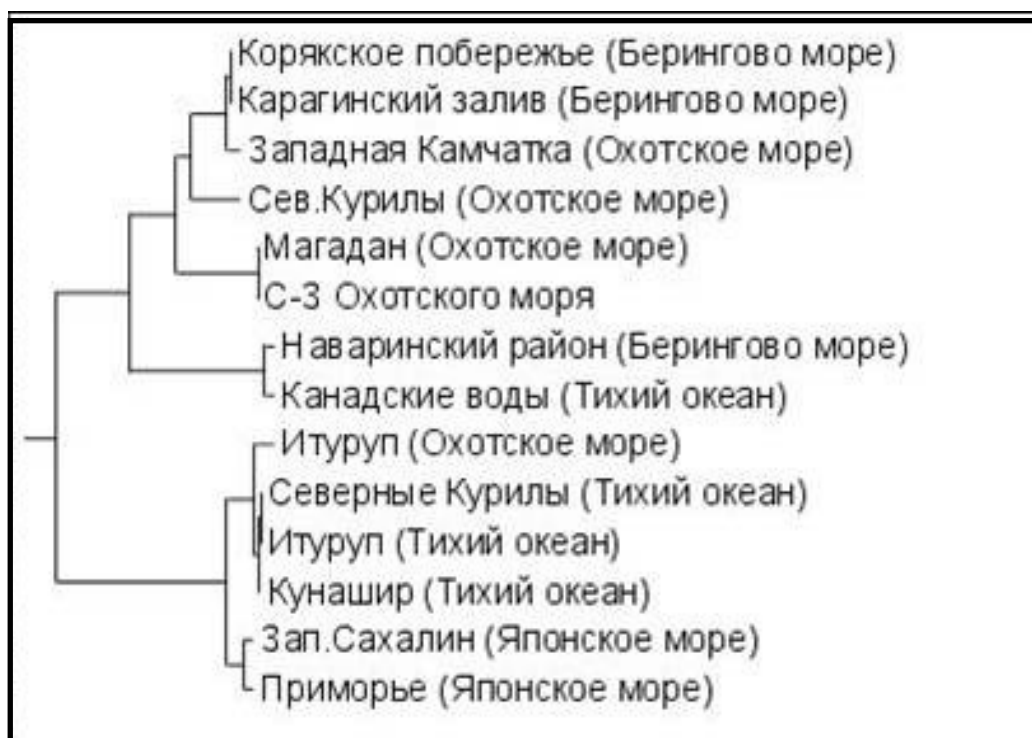 Корякское побережье (Берингово море)
Карагинский залив (Берингово море)
Западная Камчатка (Охотское море)
Сев.Курилы (Охотское море)
Магадан (Охотское море)
С-З Охотского моря
Наваринский район (Берингово море)
Канадские воды (Тихий океан)
Итуруп (Охотское море)
Северные Курилы (Тихий океан)
Итуруп (Тихий океан)
Кунашир (Тихий океан)
Зап.Сахалин (Японское море)
Приморье (Японское море)